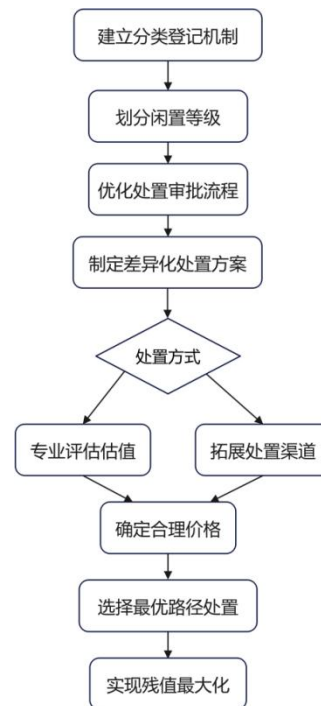 建立分类登记机制
划分闲置等级
优化处置审批流程
制定差异化处置方案
处置方式
专业评估估值
拓展处置渠道
确定合理价格
选择最优路径处置
实现残值最大化